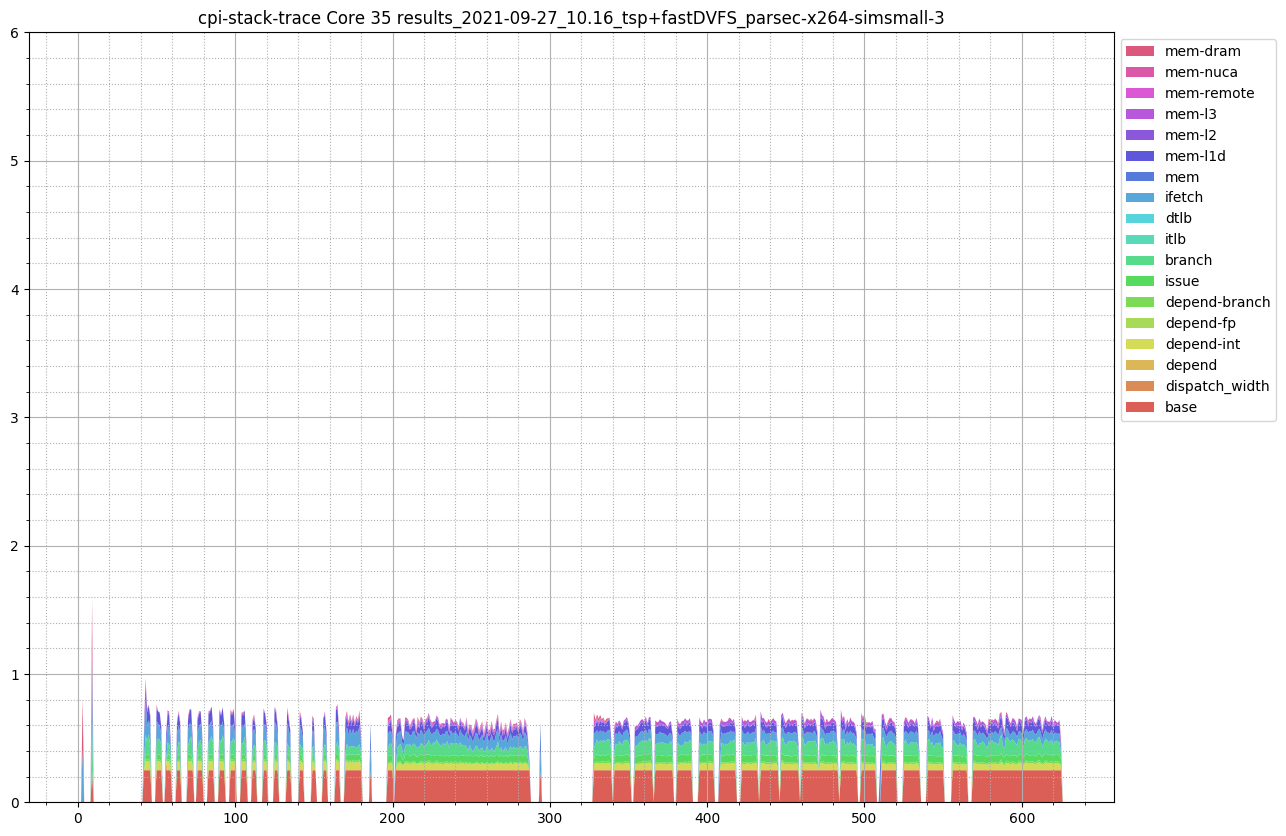 cpi-stack-trace Core 35 results_2021-09-27_10.16_tsp+fastDVFS_parsec-x264-simsmall-3
6
5
4
3
2
1
0
0 100 200 300 400 500 600
mem-dram
mem-nuca
mem-remote
mem-l3
mem-l2
mem-l1d
mem
ifetch
dtlb
itlb
branch
issue
depend-branch
depend-fp
depend-int
depend
dispatch_width
base